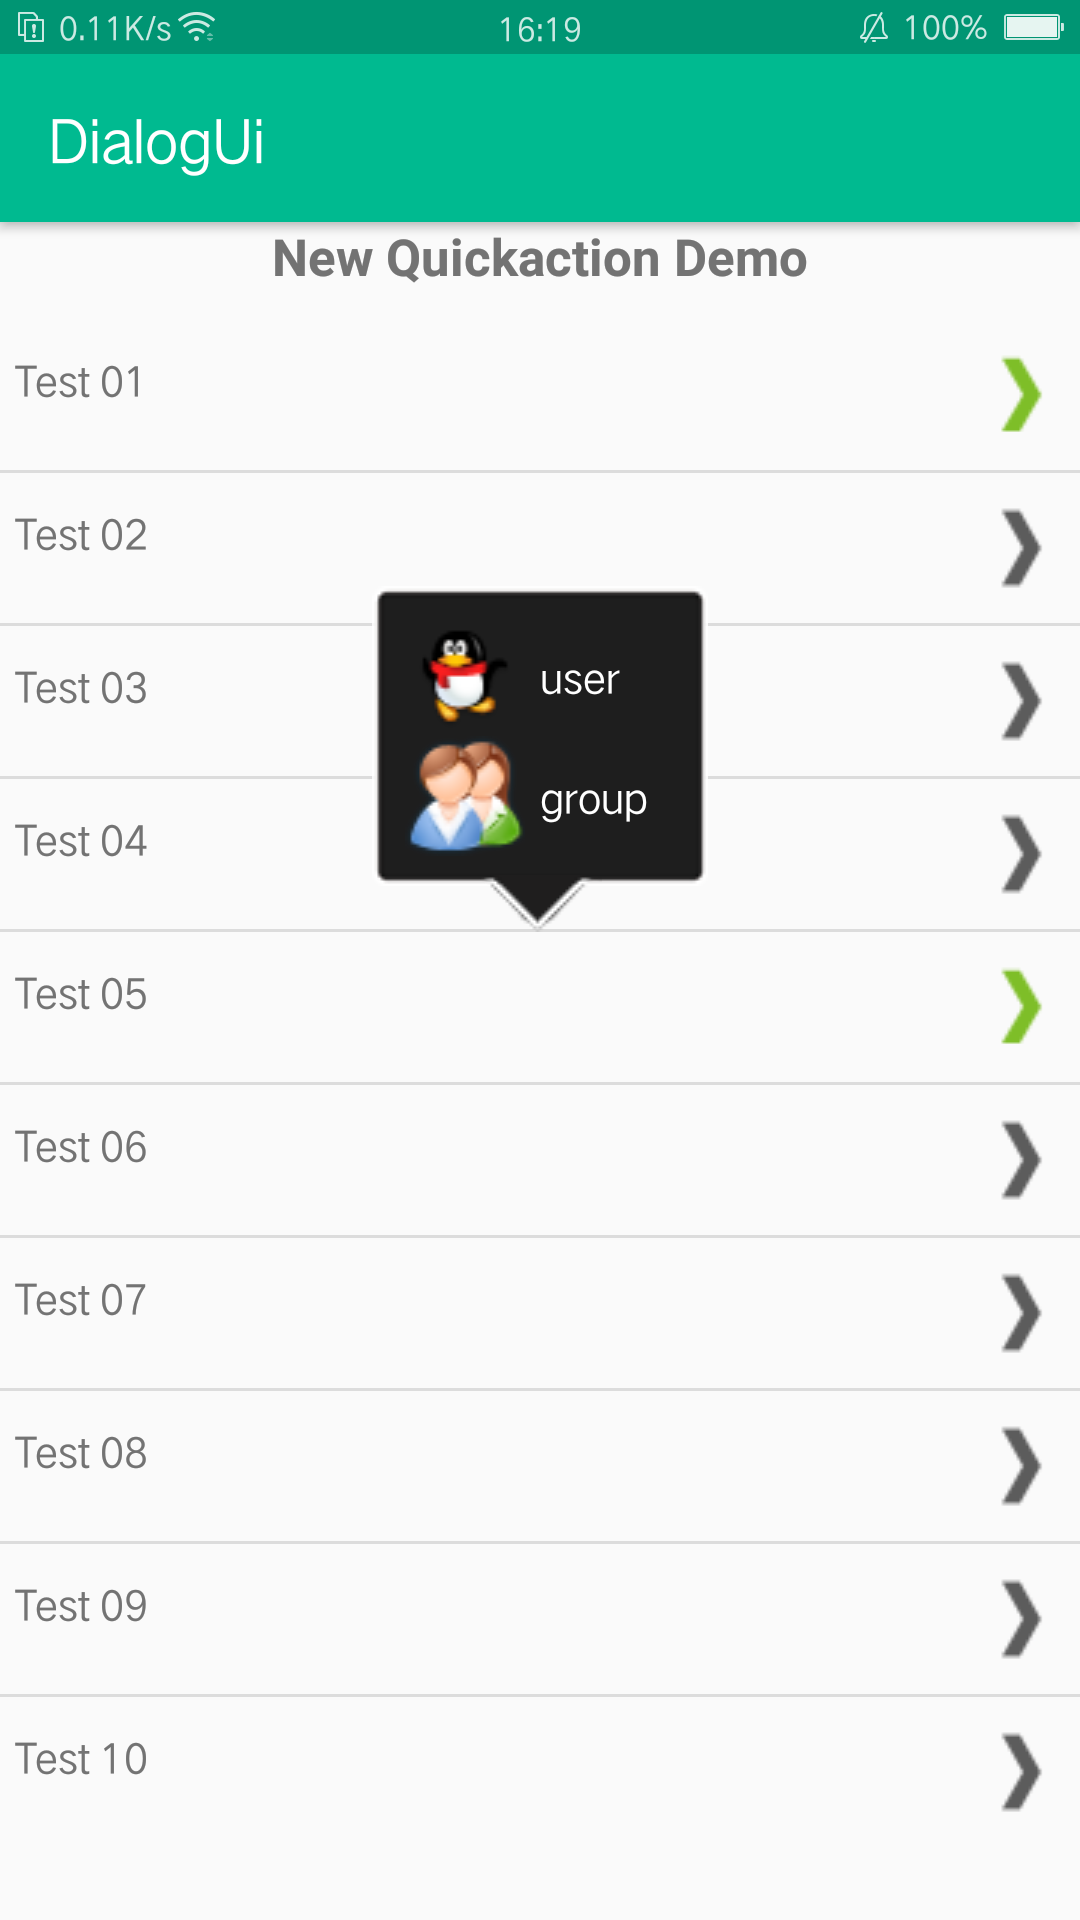 0.11K/s 16:19 100%
DialogUi
New Quickaction Demo
Test 01
Test 02
Test 03
user
group
Test 04
Test 05
Test 06
Test 07
Test 08
Test 09
Test 10